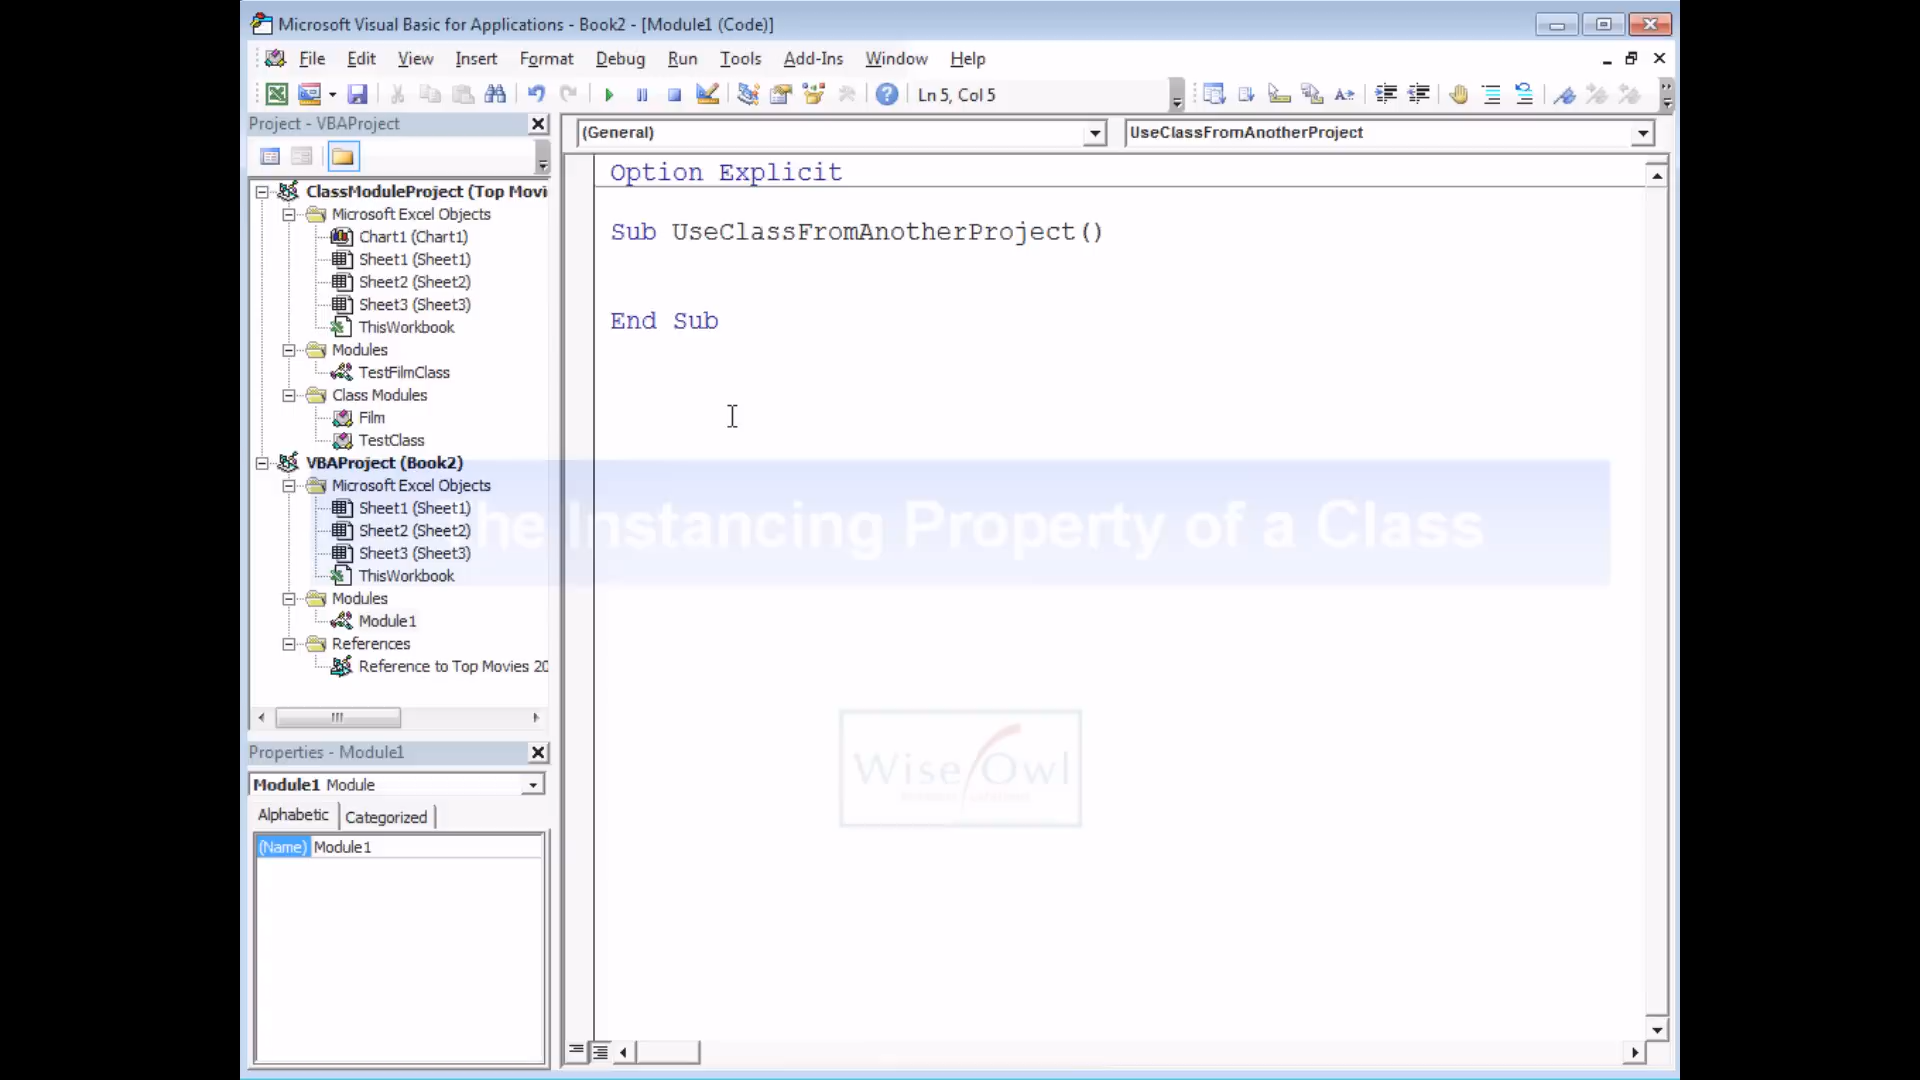 Microsoft Visual Basic for Applications - Book2 - [Module1 (Code)]
File Edit View Insert Format Debug Run Tools Add-Ins Window Help
Ln 5, Col 5
Project - VBAProject
(General)
UseClassFromAnotherProject
ClassModuleProject (Top Movi
Microsoft Excel Objects
Chart1 (Chart1)
Sheet1 (Sheet1)
Sheet2 (Sheet2)
Sheet3 (Sheet3)
ThisWorkbook
Modules
TestFilmClass
Class Modules
Film
TestClass
VBAProject (Book2)
Microsoft Excel Objects
Sheet1 (Sheet1)
Sheet2 (Sheet2)
Sheet3 (Sheet3)
ThisWorkbook
Modules
Module1
References
Reference to Top Movies 20
Properties - Module1
Module1 Module
Alphabetic Categorized
(Name) Module1
Option Explicit
Sub UseClassFromAnotherProject()
End Sub
The Instancing Property of a Class
Wise Owl